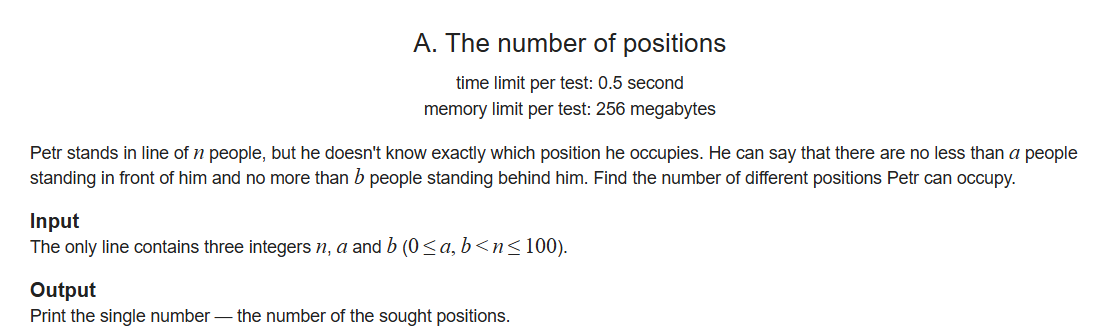 A. The number of positions
time limit per test: 0.5 second
memory limit per test: 256 megabytes
Petr stands in line of n people, but he doesn't know exactly which position he occupies. He can say that there are no less than a people
standing in front of him and no more than b people standing behind him. Find the number of different positions Petr can occupy.
Input
The only line contains three integers n, a and b (0 ≤ a, b < n ≤ 100).
Output
Print the single number — the number of the sought positions.